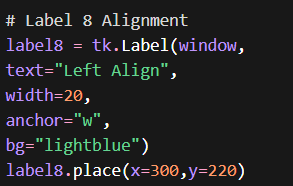 # Label 8 Alignment
label8 = tk.Label(window,
text="Left Align",
width=20,
anchor="w",
bg="lightblue")
label8.place(x=300,y=220)